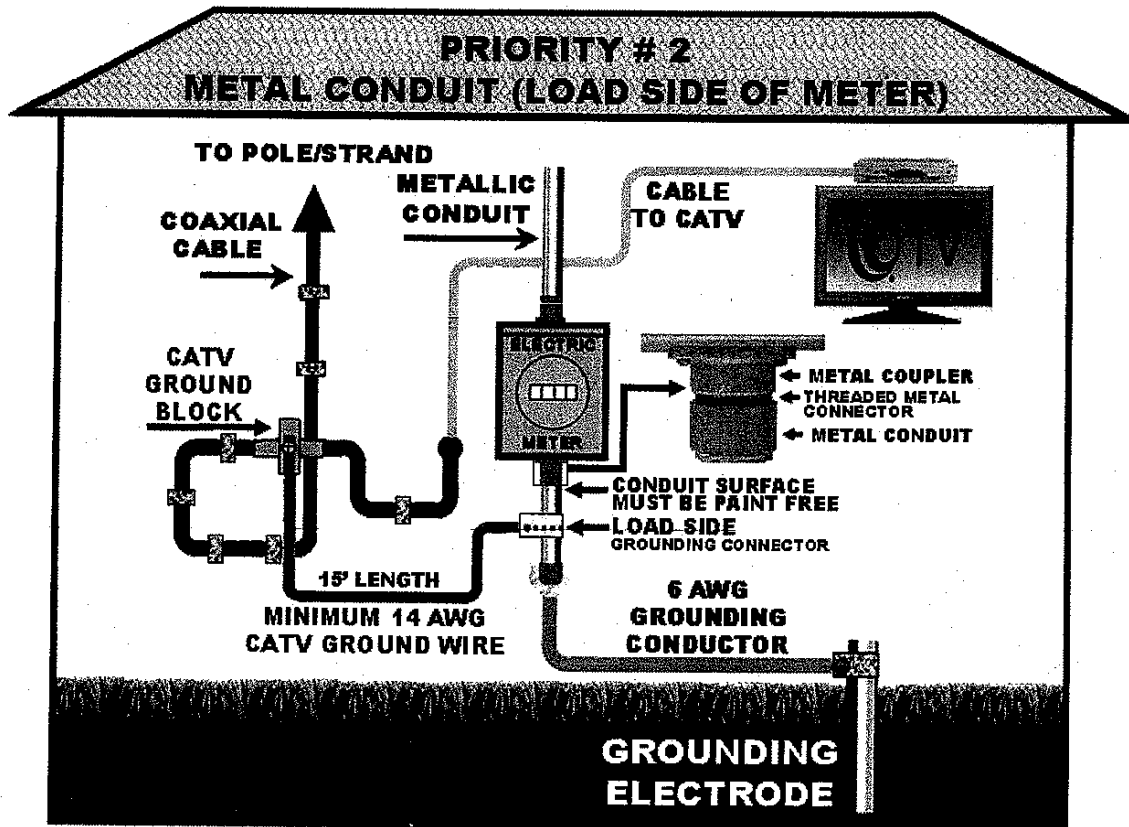 PRIORITY # 2
METAL CONDUIT (LOAD SIDE OF METER)
TO POLE/STRAND
METALLIC
CONDUIT
CABLE
TO CATV
COAXIAL
CABLE
TV
CATV
GROUND
BLOCK
ELECTRIC
METER
METAL COUPLER
THREADED METAL
CONNECTOR
METAL CONDUIT
CONDUIT SURFACE
MUST BE PAINT FREE
LOAD SIDE
GROUNDING CONNECTOR
15' LENGTH
MINIMUM 14 AWG
CATV GROUND WIRE
6 AWG
GROUNDING
CONDUCTOR
GROUNDING
ELECTRODE